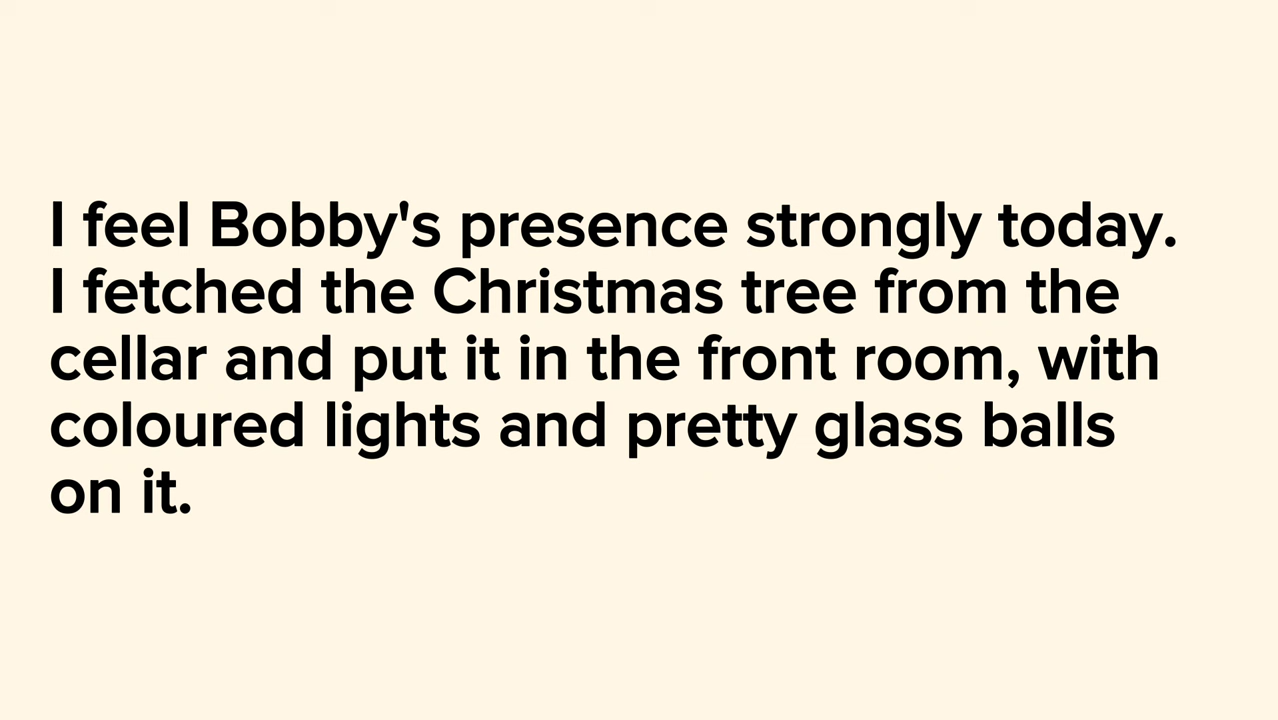 I feel Bobby's presence strongly today.
I fetched the Christmas tree from the
cellar and put it in the front room, with
coloured lights and pretty glass balls
on it.